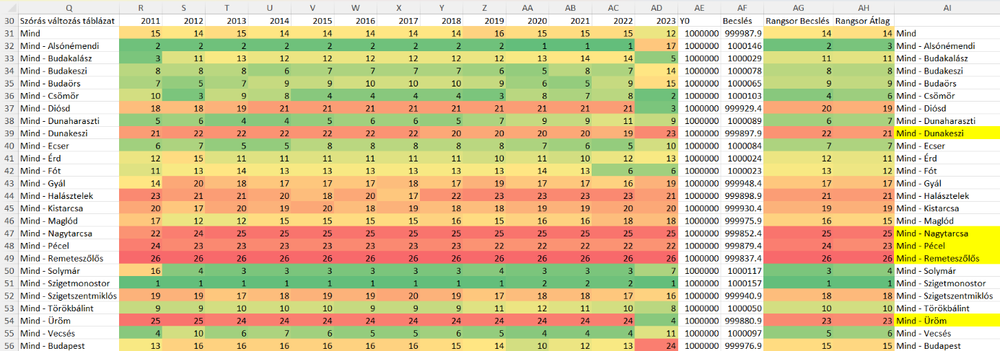 Q R S T U V W X Y Z AA AB AC AD AE AF AG AH AI
30 Szórás változás táblázat 2011 2012 2013 2014 2015 2016 2017 2018 2019 2020 2021 2022 2023 Y0 Becslés Rangsor Becslés Rangsor Átlag
31 Mind 15 14 15 14 14 14 14 14 16 15 15 15 12 1000000 999987.9 14 14 Mind
32 Mind - Alsónémendi 2 2 2 2 2 2 2 2 2 1 1 1 17 1000000 1000146 2 3 Mind - Alsónémendi
33 Mind - Budakalász 3 11 13 12 12 12 12 12 12 13 14 14 5 1000000 1000029 11 11 Mind - Budakalász
34 Mind - Budakeszi 8 8 8 6 7 7 7 7 6 5 8 7 14 1000000 1000078 8 8 Mind - Budakeszi
35 Mind - Budaörs 7 5 7 9 9 10 10 10 9 6 5 9 15 1000000 1000065 9 9 Mind - Budaörs
36 Mind - Csömör 10 3 9 8 4 4 4 4 3 8 7 8 2 1000000 1000103 4 6 Mind - Csömör
37 Mind - Diósd 18 18 19 21 21 21 21 21 21 21 21 21 3 1000000 999929.4 20 19 Mind - Diósd
38 Mind - Dunaharaszti 5 6 4 4 5 6 6 5 7 9 9 11 9 1000000 1000089 6 7 Mind - Dunaharaszti
39 Mind - Dunakeszi 21 22 22 22 22 22 22 20 20 20 20 19 23 1000000 999897.9 22 21 Mind - Dunakeszi
40 Mind - Ecser 6 7 5 5 8 8 8 8 8 7 6 5 10 1000000 1000084 7 7 Mind - Ecser
41 Mind - Érd 12 15 11 11 11 11 11 11 10 11 10 12 13 1000000 1000024 12 11 Mind - Érd
42 Mind - Fót 11 13 14 13 13 13 13 13 13 14 13 6 6 1000000 1000023 13 12 Mind - Fót
43 Mind - Gyál 14 20 18 17 17 17 18 17 19 17 17 16 19 1000000 999948.4 17 17 Mind - Gyál
44 Mind - Halásztelek 23 21 21 20 18 20 17 22 23 23 23 23 21 1000000 999898.9 21 21 Mind - Halásztelek
45 Mind - Kistarcsa 20 17 20 19 20 18 19 18 18 19 19 20 20 1000000 999930.4 19 19 Mind - Kistarcsa
46 Mind - Maglód 17 12 12 15 15 15 15 16 15 16 16 18 18 1000000 999975.9 16 15 Mind - Maglód
47 Mind - Nagytarcsa 22 24 25 25 25 25 25 25 25 25 25 25 25 1000000 999852.4 25 25 Mind - Nagytarcsa
48 Mind - Pécel 24 23 23 23 23 23 23 23 22 22 22 22 22 1000000 999879.4 24 23 Mind - Pécel
49 Mind - Remeteszőlős 26 26 26 26 26 26 26 26 26 26 26 26 26 1000000 999837.4 26 26 Mind - Remeteszőlős
50 Mind - Solymár 16 4 3 3 3 3 3 3 4 3 3 3 7 1000000 1000117 3 4 Mind - Solymár
51 Mind - Szigetmonostor 1 1 1 1 1 1 1 1 1 2 2 2 1 1000000 1000157 1 1 Mind - Szigetmonostor
52 Mind - Szigetszentmiklós 19 19 17 18 19 19 20 19 17 18 18 17 16 1000000 999940.9 18 18 Mind - Szigetszentmiklós
53 Mind - Törökbálint 9 9 10 10 10 9 9 9 11 12 11 10 8 1000000 1000050 10 10 Mind - Törökbálint
54 Mind - Üröm 25 25 24 24 24 24 24 24 24 24 24 24 4 1000000 999880.9 23 23 Mind - Üröm
55 Mind - Vecsés 4 10 6 7 6 5 5 6 5 4 4 4 11 1000000 1000097 5 6 Mind - Vecsés
56 Mind - Budapest 13 16 16 16 16 16 16 15 14 10 12 13 24 1000000 999976.9 15 15 Mind - Budapest